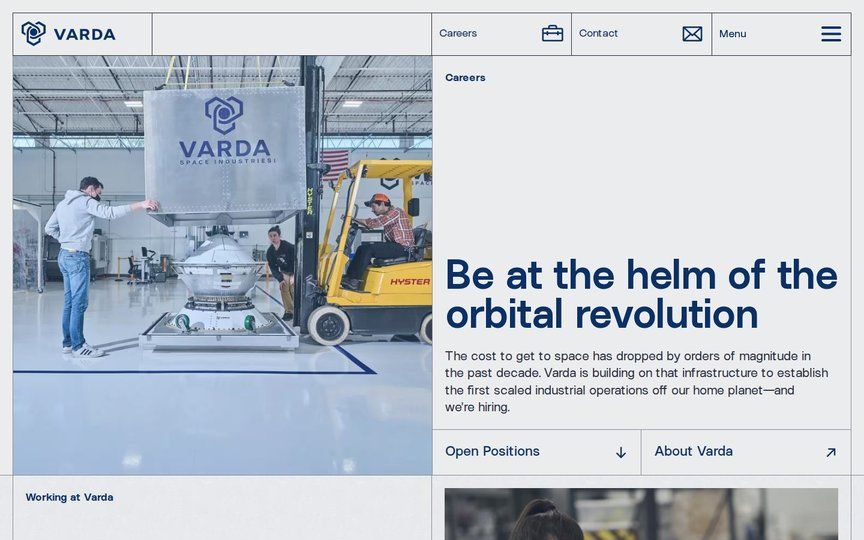 VARDA
Careers
Contact
Menu
VARDA
SPACE INDUSTRIES
HYSTER
HYSTER
Careers
Be at the helm of the
orbital revolution
The cost to get to space has dropped by orders of magnitude in
the past decade. Varda is building on that infrastructure to establish
the first scaled industrial operations off our home planet—and
we're hiring.
Open Positions
About Varda
Working at Varda